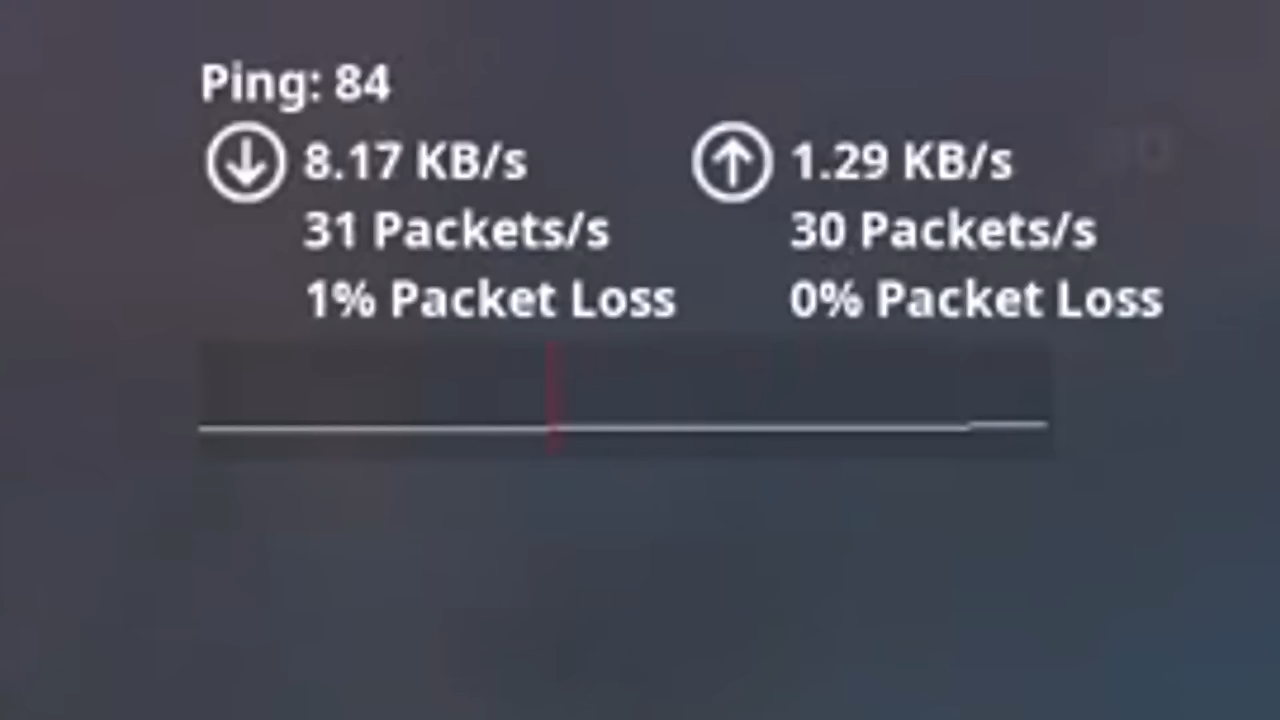 Ping: 84
8.17 KB/s 1.29 KB/s
31 Packets/s 30 Packets/s
1% Packet Loss 0% Packet Loss